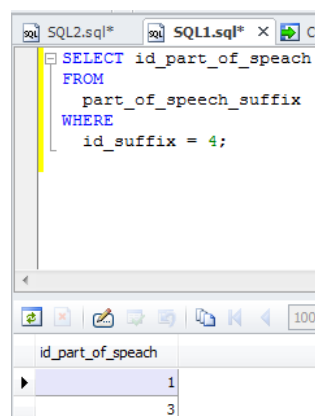 SQL2.sql*
SQL1.sql*
SELECT id_part_of_speach
FROM
part_of_speech_suffix
WHERE
id_suffix = 4;
100
id_part_of_speach
1
3